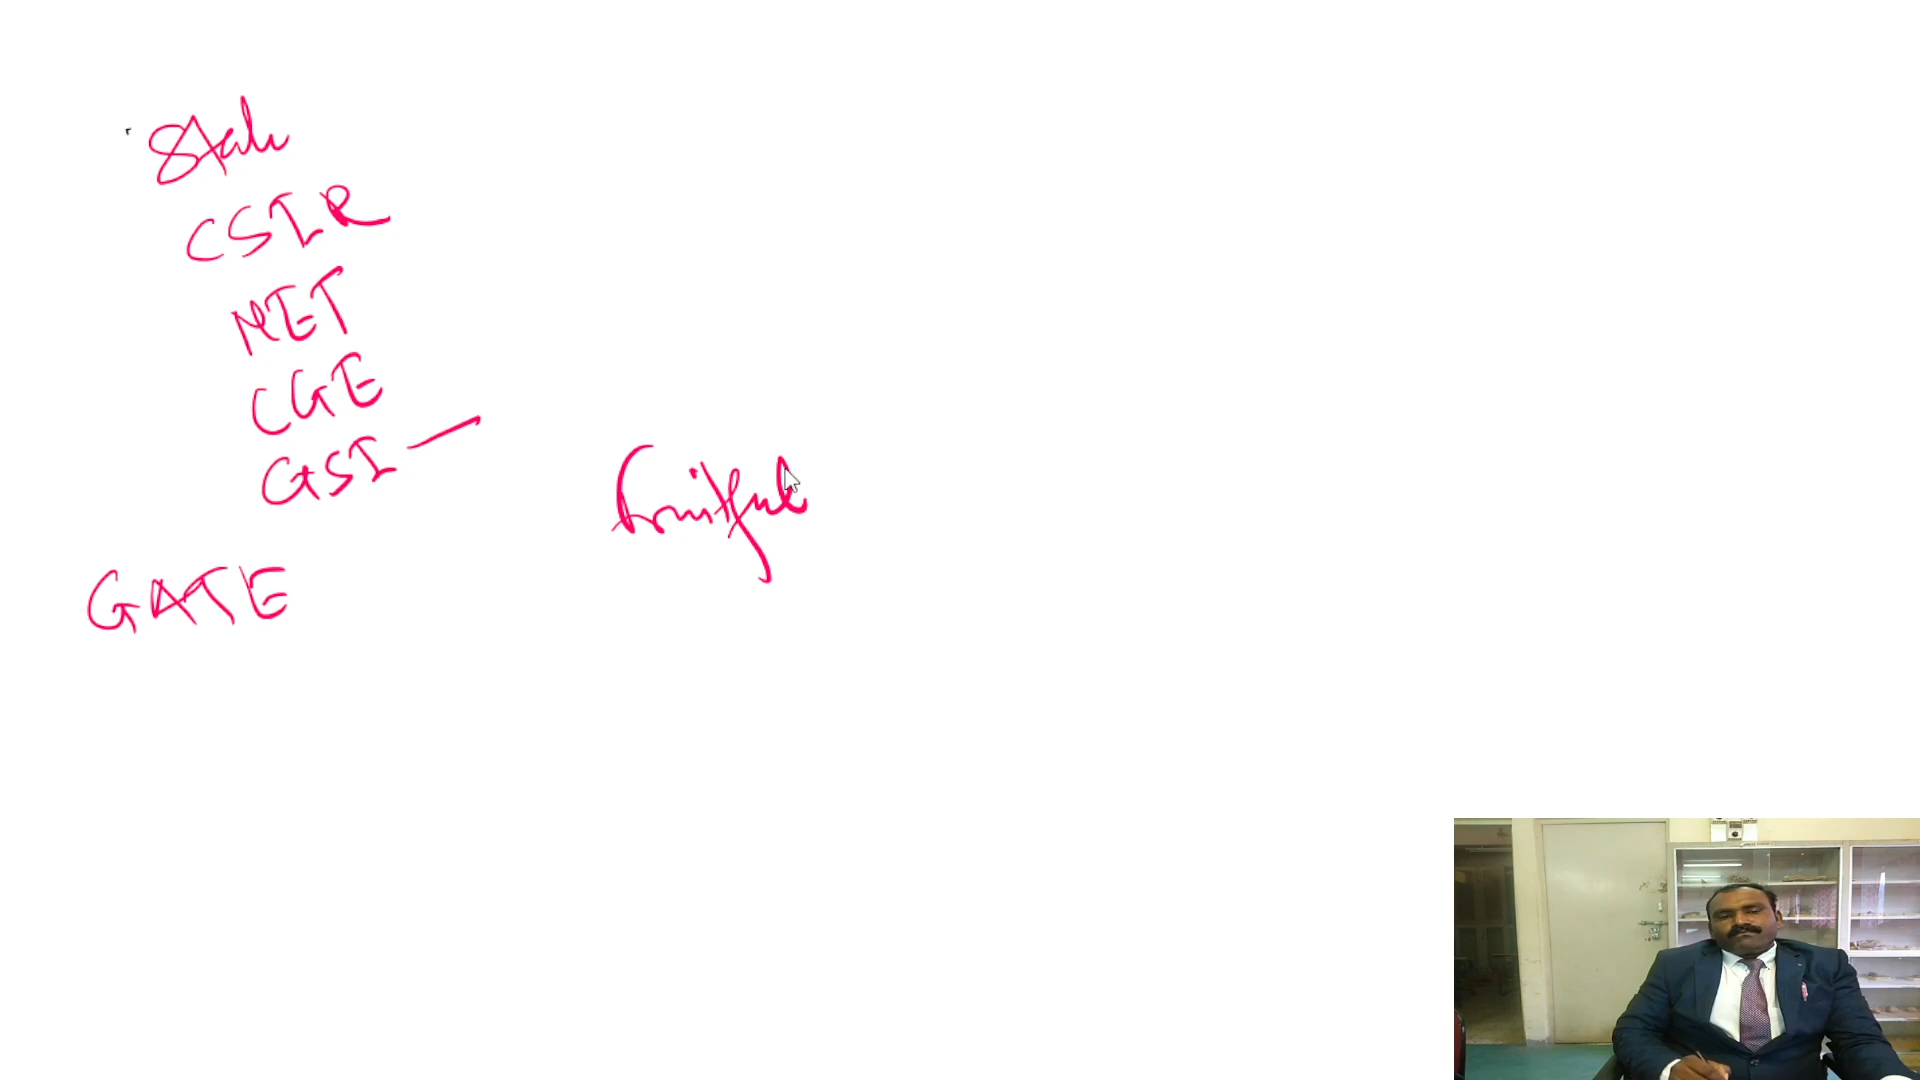 State
CSIR
NET
CGE
GSI —
fruitful
GATE